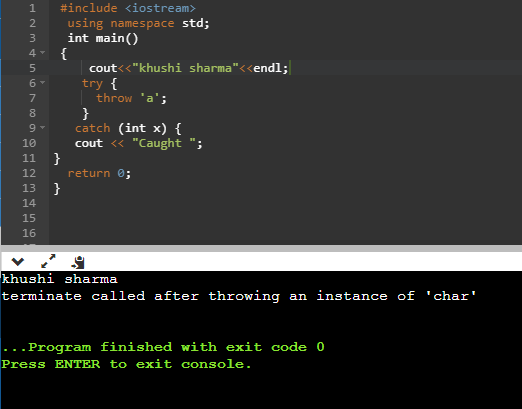 1 #include <iostream>
2 using namespace std;
3 int main()
4 {
5 cout<<"khushi sharma"<<endl;
6 try {
7 throw 'a';
8 }
9 catch (int x) {
10 cout << "Caught ";
11 }
12 return 0;
13 }
14
15
16
khushi sharma
terminate called after throwing an instance of 'char'
...Program finished with exit code 0
Press ENTER to exit console.